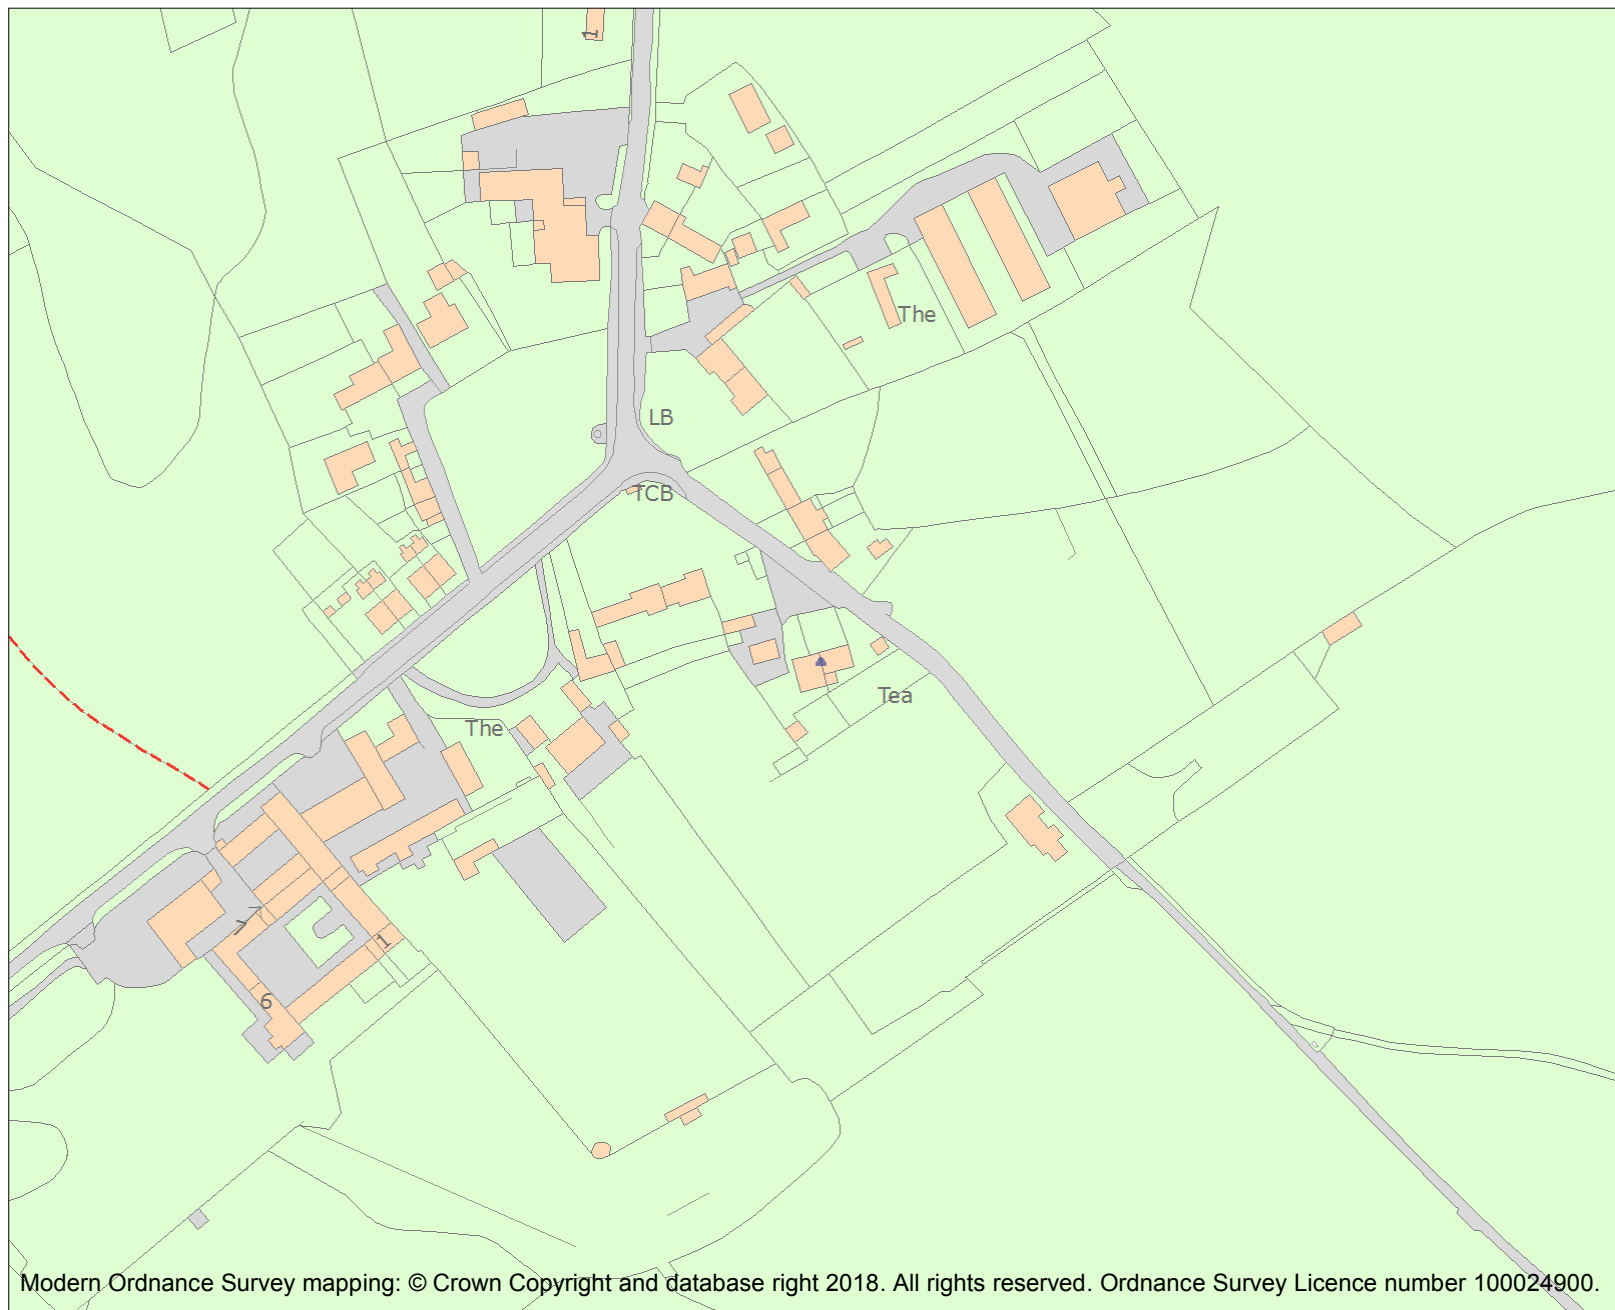 1
The
LB
TCB
Tea
The
7
1
6
Modern Ordnance Survey mapping: © Crown Copyright and database right 2018. All rights reserved. Ordnance Survey Licence number 100024900.